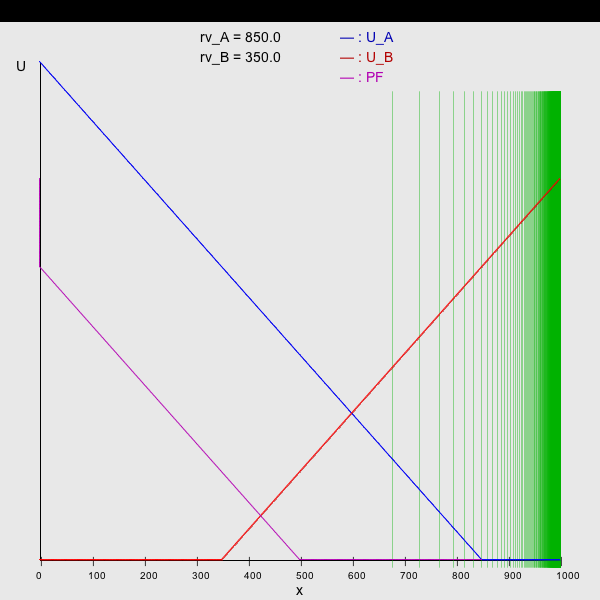 rv_A = 850.0 — : U_A
rv_B = 350.0 — : U_B
— : PF
U
0 100 200 300 400 500 600 700 800 900 1000
x